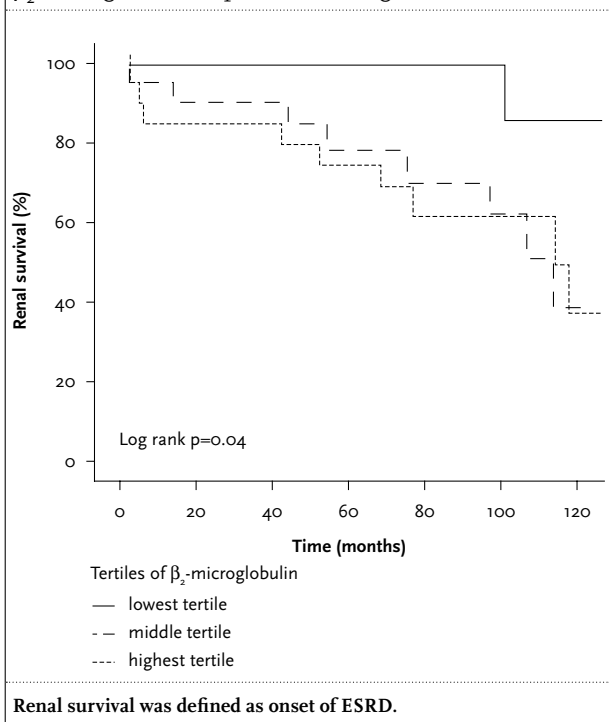 100
80
60
40
20
0
Renal survival (%)
Log rank p=0.04
0 20 40 60 80 100 120
Time (months)
Tertiles of β₂-microglobulin
lowest tertile
middle tertile
highest tertile
Renal survival was defined as onset of ESRD.